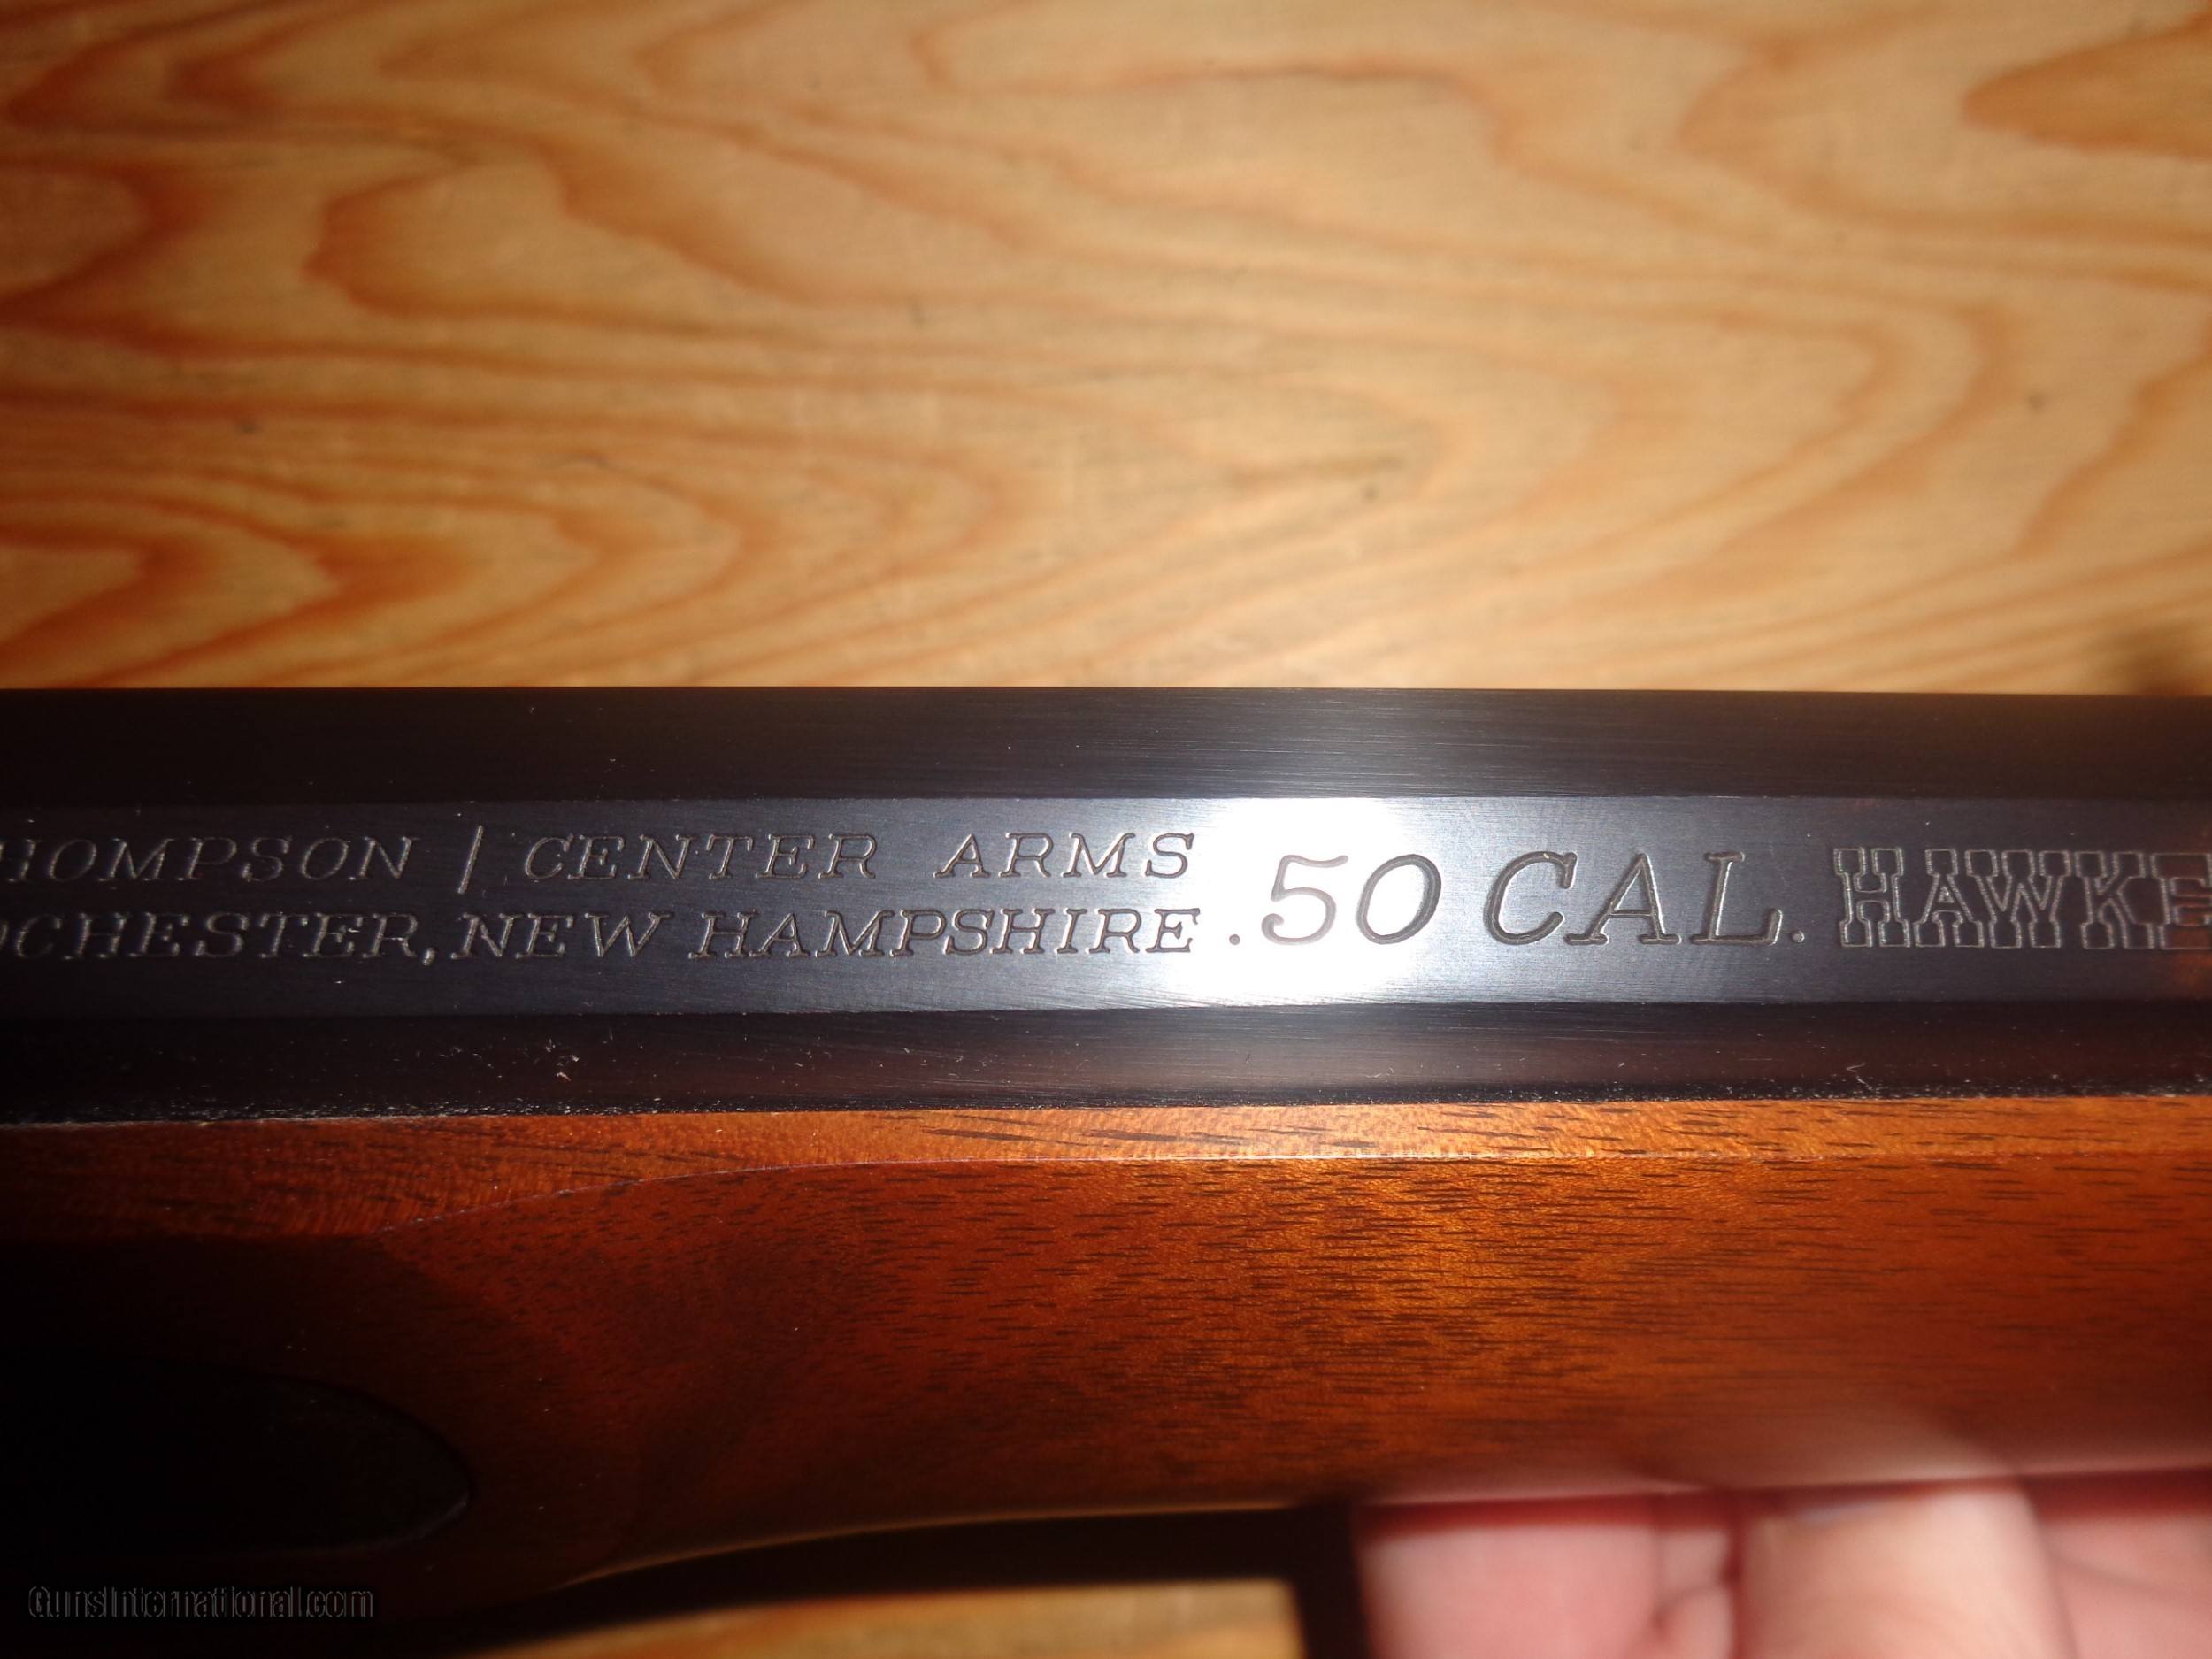 HOMPSON / CENTER ARMS
OCHESTER, NEW HAMPSHIRE
.50 CAL. HAWKE
GunsInternational.com